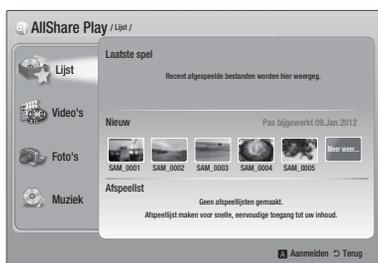 AllShare Play / Lijst /
Lijst
Video's
Foto's
Muziek
Laatste spel
Recent afgespeelde bestanden worden hier weergeg.
Nieuw
Pas bijgewerkt 09.Jan.2012
SAM_0001 SAM_0002 SAM_0003 SAM_0004 SAM_0005 Meer weer...
Afspeellst
Geen afspeellijsten gemaakt.
Afspeellijst maken voor snelle, eenvoudige toegang tot uw inhoud.
A Aanmelden Terug